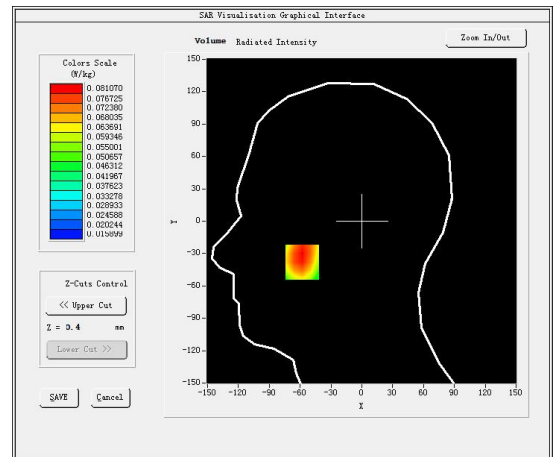 SAR Visualisation Graphical Interface
Volume Radiated Intensity
Zoom In/Out
Colors Scale
(W/kg)
0.081070
0.076725
0.072380
0.068035
0.063691
0.059346
0.055001
0.050657
0.046312
0.041967
0.037623
0.033278
0.028933
0.024588
0.020244
0.015899
Z-Cuts Control
<< Upper Cut
Z = 0.4 mm
Lower Cut >>
SAVE Cancel
150
120
90
60
30
0
-30
-60
-90
-120
-150
Y
-150 -120 -90 -60 -30 0 30 60 90 120 150
X